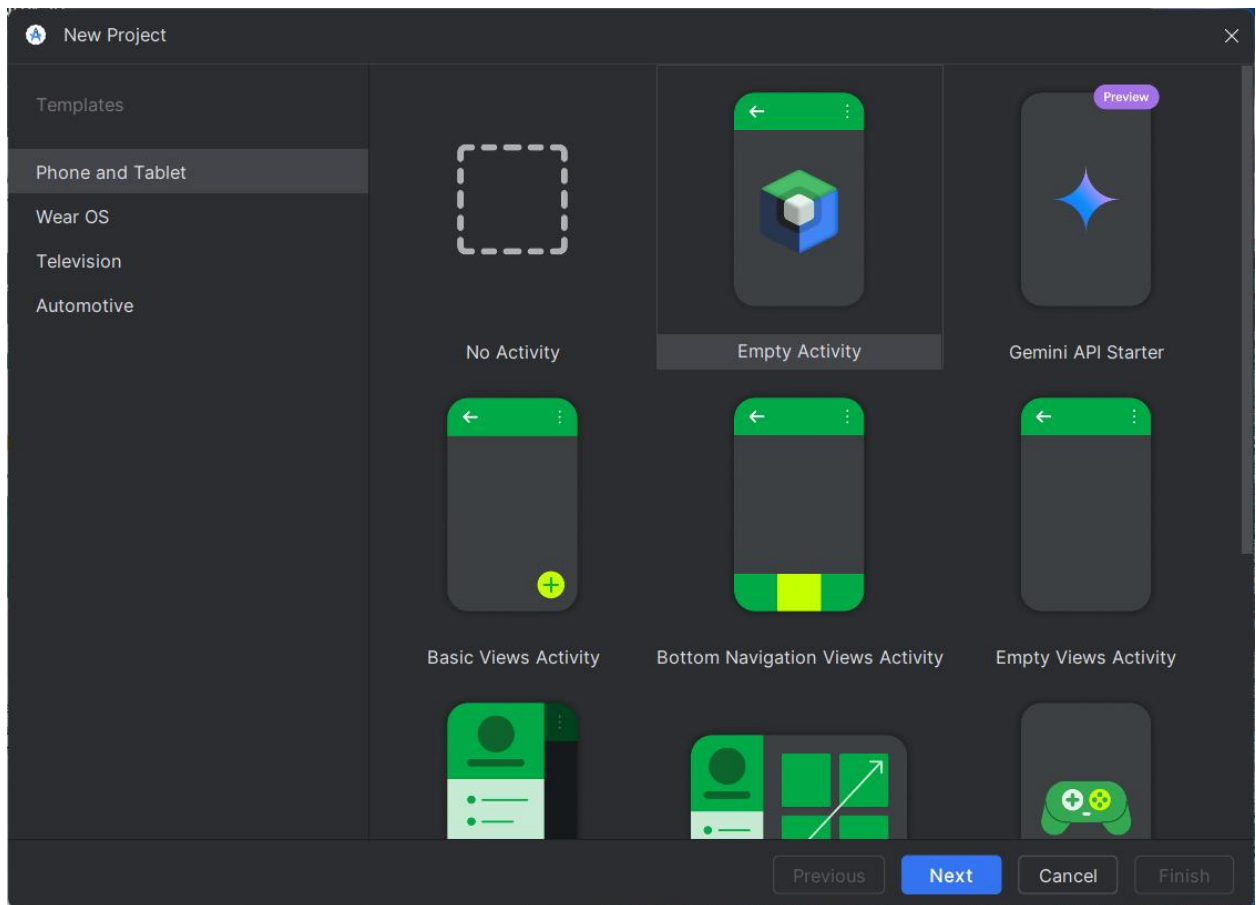 New Project
Templates
Phone and Tablet
Wear OS
Television
Automotive
Preview
No Activity
Empty Activity
Gemini API Starter
Basic Views Activity
Bottom Navigation Views Activity
Empty Views Activity
Previous
Next
Cancel
Finish